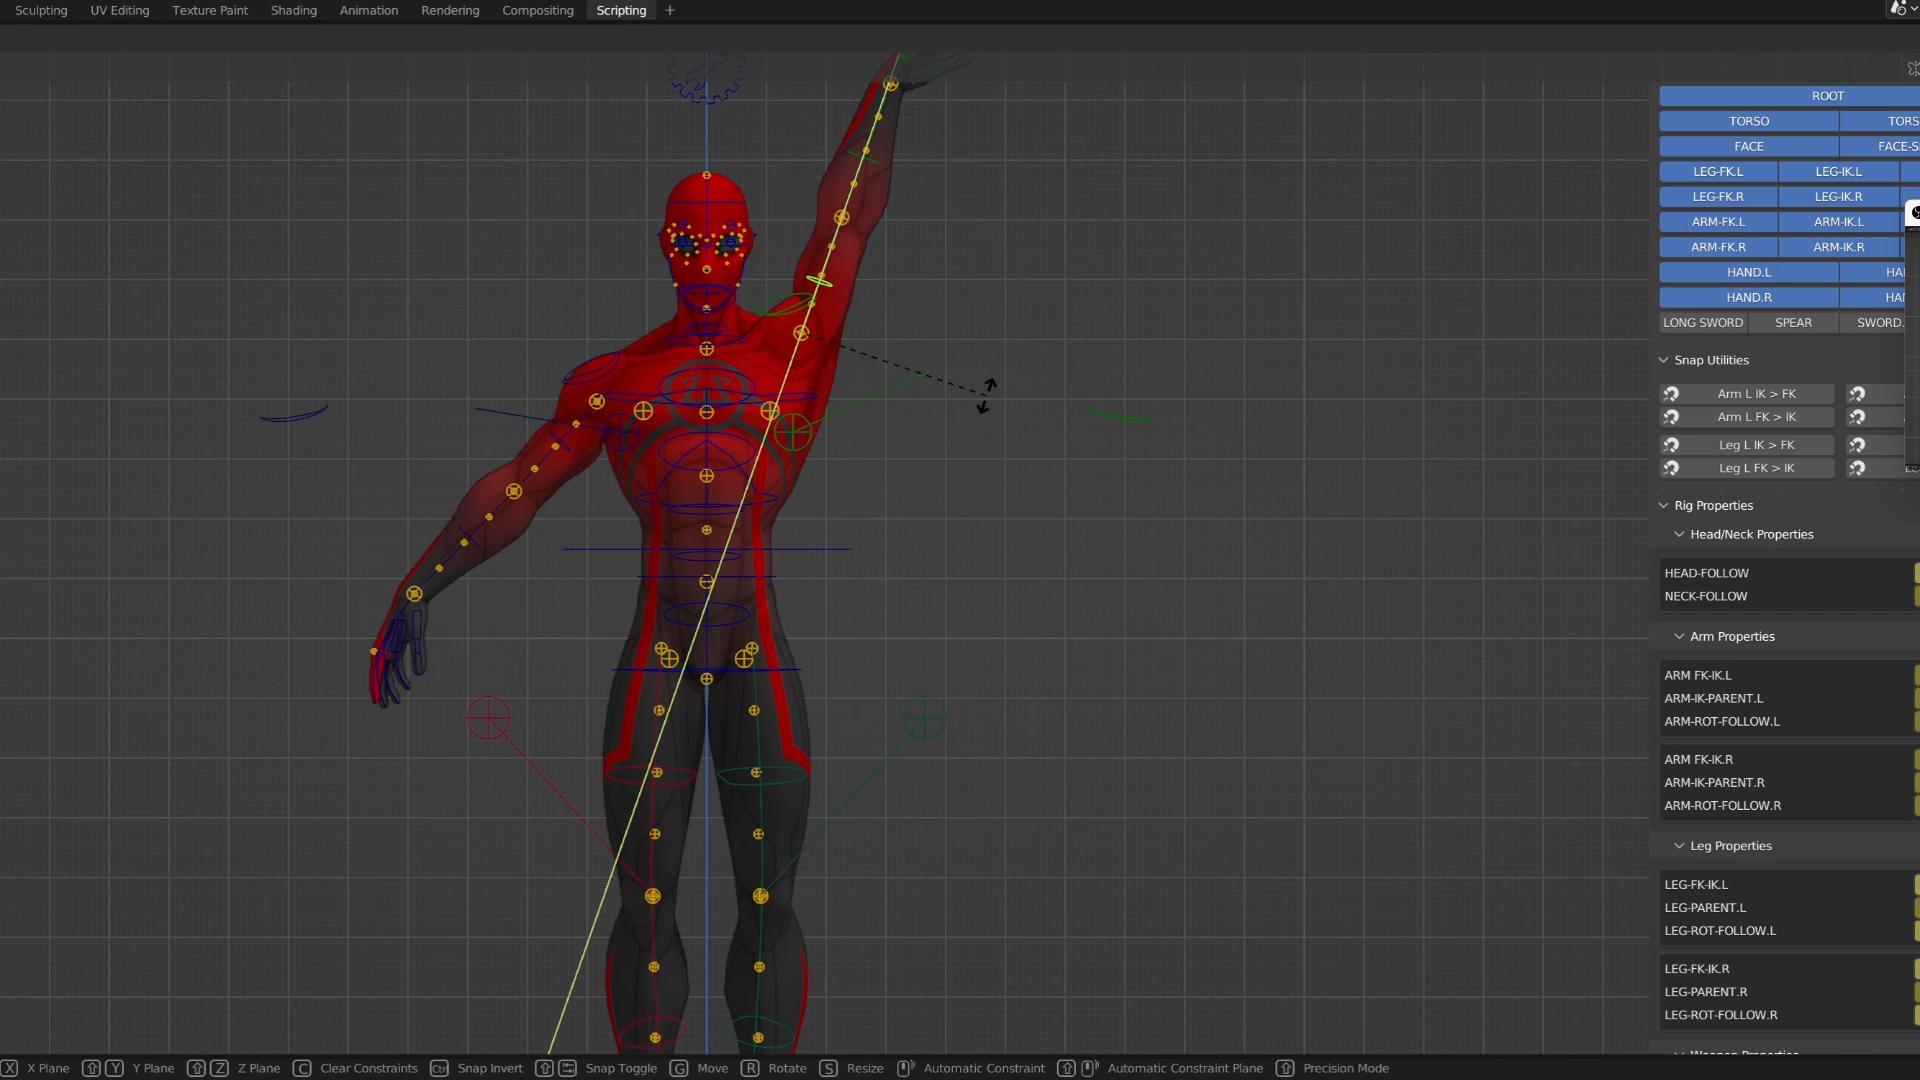 Sculpting UV Editing Texture Paint Shading Animation Rendering Compositing Scripting +
ROOT
TORSO TORS
FACE FACE-S
LEG-FK.L LEG-IK.L
LEG-FK.R LEG-IK.R
ARM-FK.L ARM-IK.L
ARM-FK.R ARM-IK.R
HAND.L HA
HAND.R HA
LONG SWORD SPEAR SWORD.
Snap Utilities
Arm L IK > FK
Arm L FK > IK
Leg L IK > FK
Leg L FK > IK
Rig Properties
Head/Neck Properties
HEAD-FOLLOW
NECK-FOLLOW
Arm Properties
ARM FK-IK.L
ARM-IK-PARENT.L
ARM-ROT-FOLLOW.L
ARM FK-IK.R
ARM-IK-PARENT.R
ARM-ROT-FOLLOW.R
Leg Properties
LEG-FK-IK.L
LEG-PARENT.L
LEG-ROT-FOLLOW.L
LEG-FK-IK.R
LEG-PARENT.R
LEG-ROT-FOLLOW.R
X X Plane Y Y Plane Z Z Plane C Clear Constraints Ctrl Snap Invert Snap Toggle G Move R Rotate S Resize Automatic Constraint Automatic Constraint Plane Precision Mode